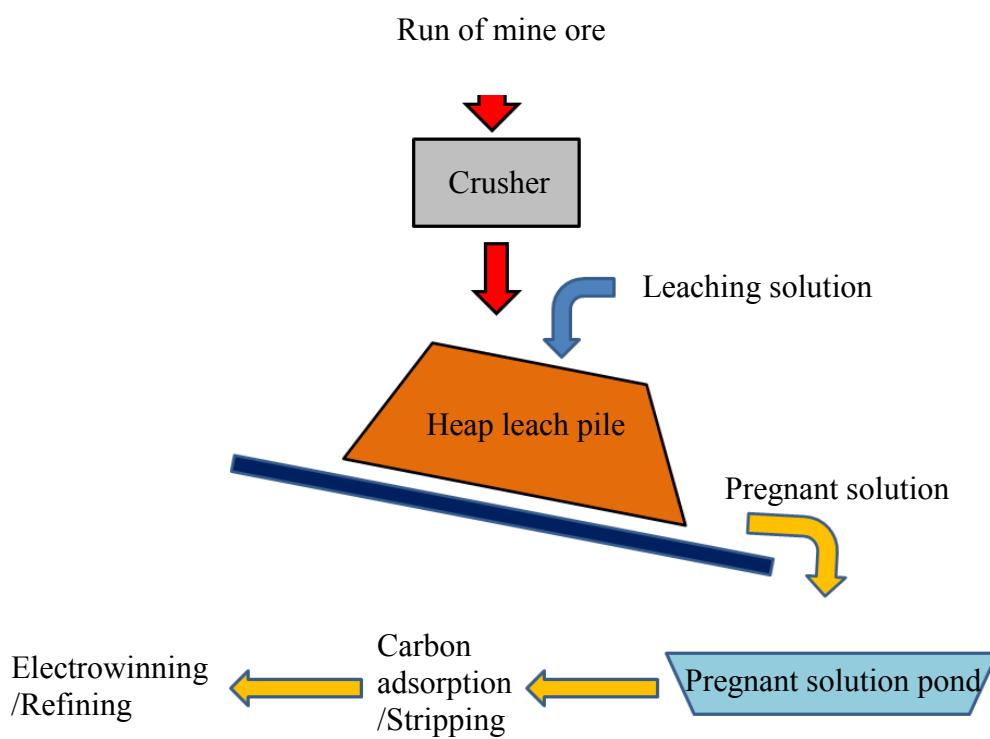 Run of mine ore
Crusher
Leaching solution
Heap leach pile
Pregnant solution
Electrowinning
/Refining
Carbon
adsorption
/Stripping
Pregnant solution pond